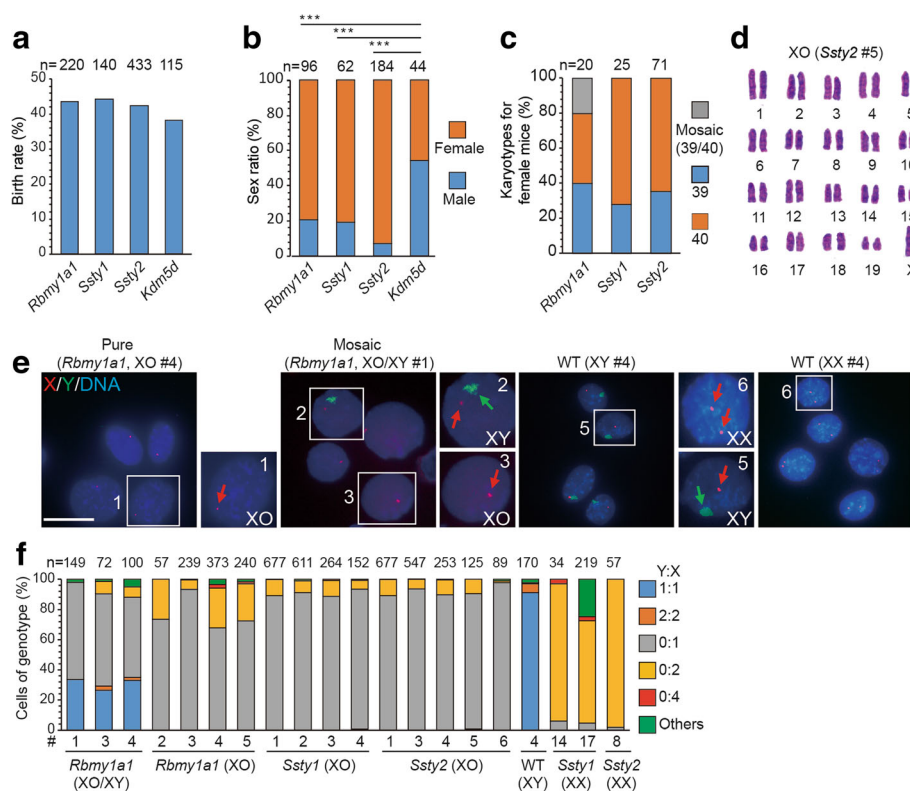 a
n= 220 140 433 115
Birth rate (%)
50
40
30
20
10
0
Rbmy1a1 Ssty1 Ssty2 Kdm5d
b
***
***
***
n=96 62 184 44
Sex ratio (%)
100
80
60
40
20
0
Rbmy1a1 Ssty1 Ssty2 Kdm5d
Female
Male
c
n=20 25 71
Karyotypes for
female mice (%)
100
80
60
40
20
0
Rbmy1a1 Ssty1 Ssty2
Mosaic
(39/40)
39
40
d
XO (Ssty2 #5)
1 2 3 4 5
6 7 8 9 10
11 12 13 14 15
16 17 18 19 X
e
Pure
(Rbmy1a1, XO #4)
Mosaic
(Rbmy1a1, XO/XY #1)
WT (XY #4)
WT (XX #4)
X/Y/DNA
1
1
XO
2
3
2
XY
3
XO
5
6
XX
5
XY
6
f
n=149 72 100 57 239 373 240 677 611 264 152 677 547 253 125 89 170 34 219 57
Cells of genotype (%)
100
80
60
40
20
0
Y:X
1:1
2:2
0:1
0:2
0:4
Others
# 1 3 4 2 3 4 5 1 2 3 4 1 3 4 5 6 4 14 17 8
Rbmy1a1 (XO/XY)
Rbmy1a1 (XO)
Ssty1 (XO)
Ssty2 (XO)
WT (XY)
Ssty1 (XX)
Ssty2 (XX)